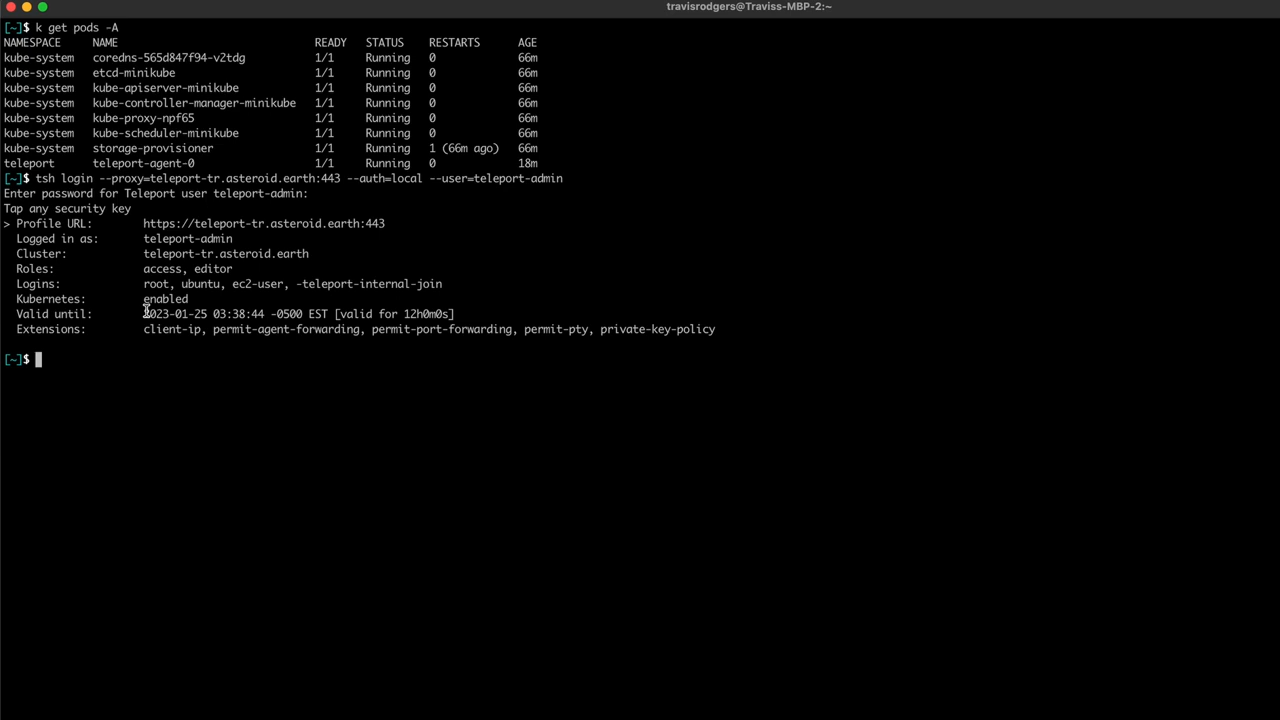 travisrodgers@Traviss-MBP-2:~
[~]$ k get pods -A
NAMESPACE NAME READY STATUS RESTARTS AGE
kube-system coredns-565d847f94-v2tdg 1/1 Running 0 66m
kube-system etcd-minikube 1/1 Running 0 66m
kube-system kube-apiserver-minikube 1/1 Running 0 66m
kube-system kube-controller-manager-minikube 1/1 Running 0 66m
kube-system kube-proxy-npf65 1/1 Running 0 66m
kube-system kube-scheduler-minikube 1/1 Running 0 66m
kube-system storage-provisioner 1/1 Running 1 (66m ago) 66m
teleport teleport-agent-0 1/1 Running 0 18m
[~]$ tsh login --proxy=teleport-tr.asteroid.earth:443 --auth=local --user=teleport-admin
Enter password for Teleport user teleport-admin:
Tap any security key
> Profile URL: https://teleport-tr.asteroid.earth:443
Logged in as: teleport-admin
Cluster: teleport-tr.asteroid.earth
Roles: access, editor
Logins: root, ubuntu, ec2-user, -teleport-internal-join
Kubernetes: enabled
Valid until: 2023-01-25 03:38:44 -0500 EST [valid for 12h0m0s]
Extensions: client-ip, permit-agent-forwarding, permit-port-forwarding, permit-pty, private-key-policy
[~]$